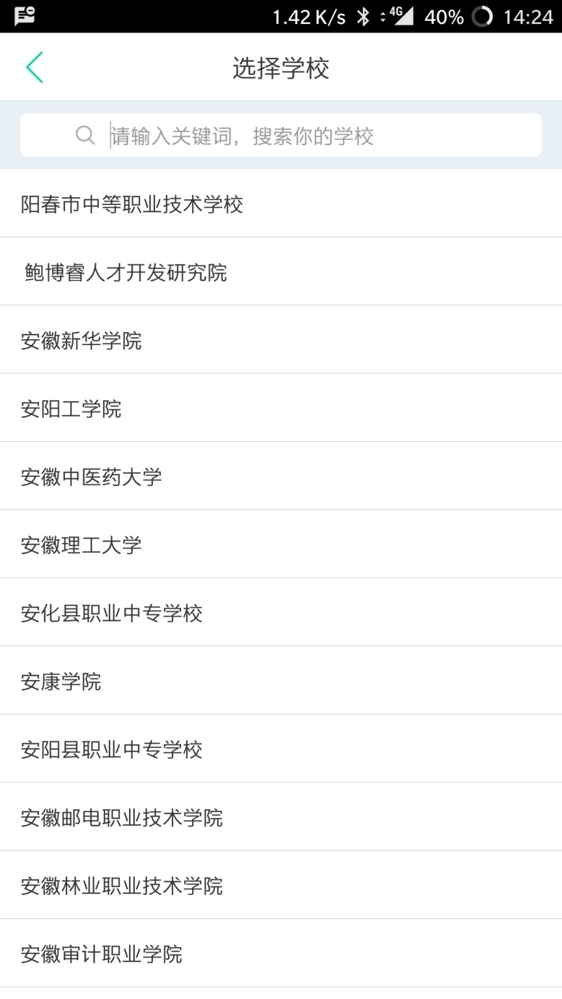 1.42 K/s 4G 40% 14:24
选择学校
请输入关键词，搜索你的学校
阳春市中等职业技术学校
鲍博睿人才开发研究院
安徽新华学院
安阳工学院
安徽中医药大学
安徽理工大学
安化县职业中专学校
安康学院
安阳县职业中专学校
安徽邮电职业技术学院
安徽林业职业技术学院
安徽审计职业学院